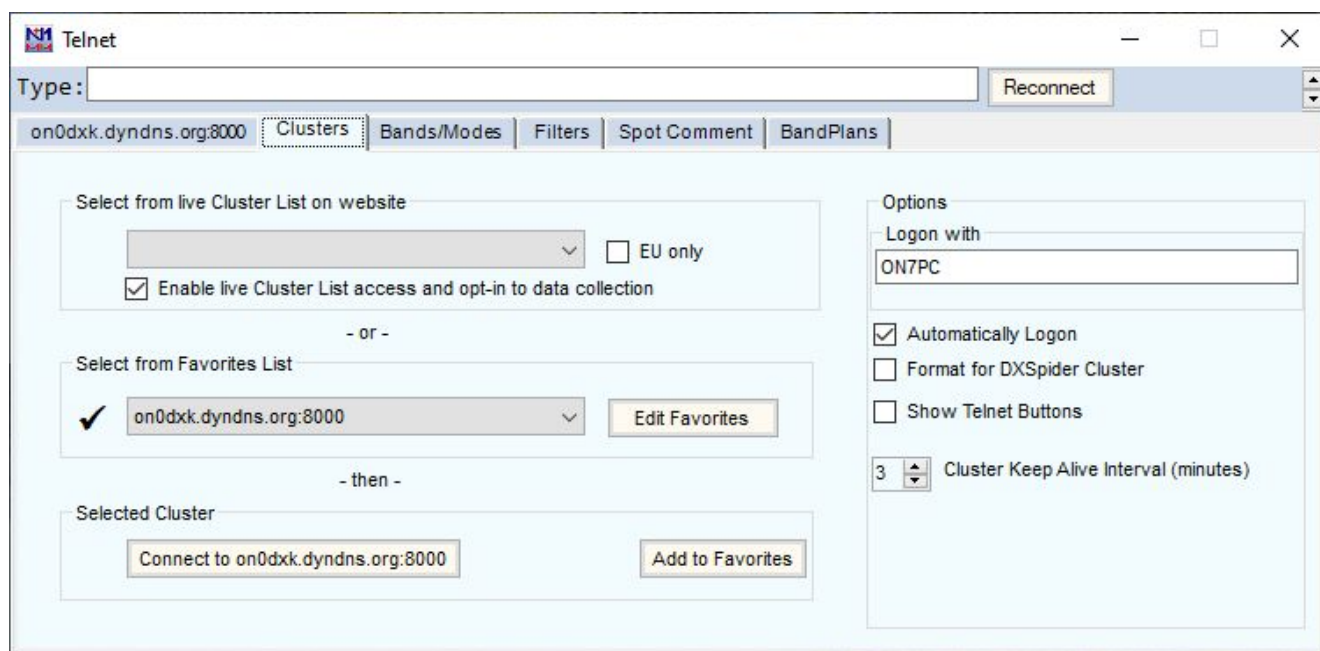 Telnet
Type:
Reconnect
on0dxk.dyndns.org:8000 Clusters Bands/Modes Filters Spot Comment BandPlans
Select from live Cluster List on website
EU only
Enable live Cluster List access and opt-in to data collection
- or -
Select from Favorites List
on0dxk.dyndns.org:8000
Edit Favorites
- then -
Selected Cluster
Connect to on0dxk.dyndns.org:8000
Add to Favorites
Options
Logon with
ON7PC
Automatically Logon
Format for DXSpider Cluster
Show Telnet Buttons
3 Cluster Keep Alive Interval (minutes)